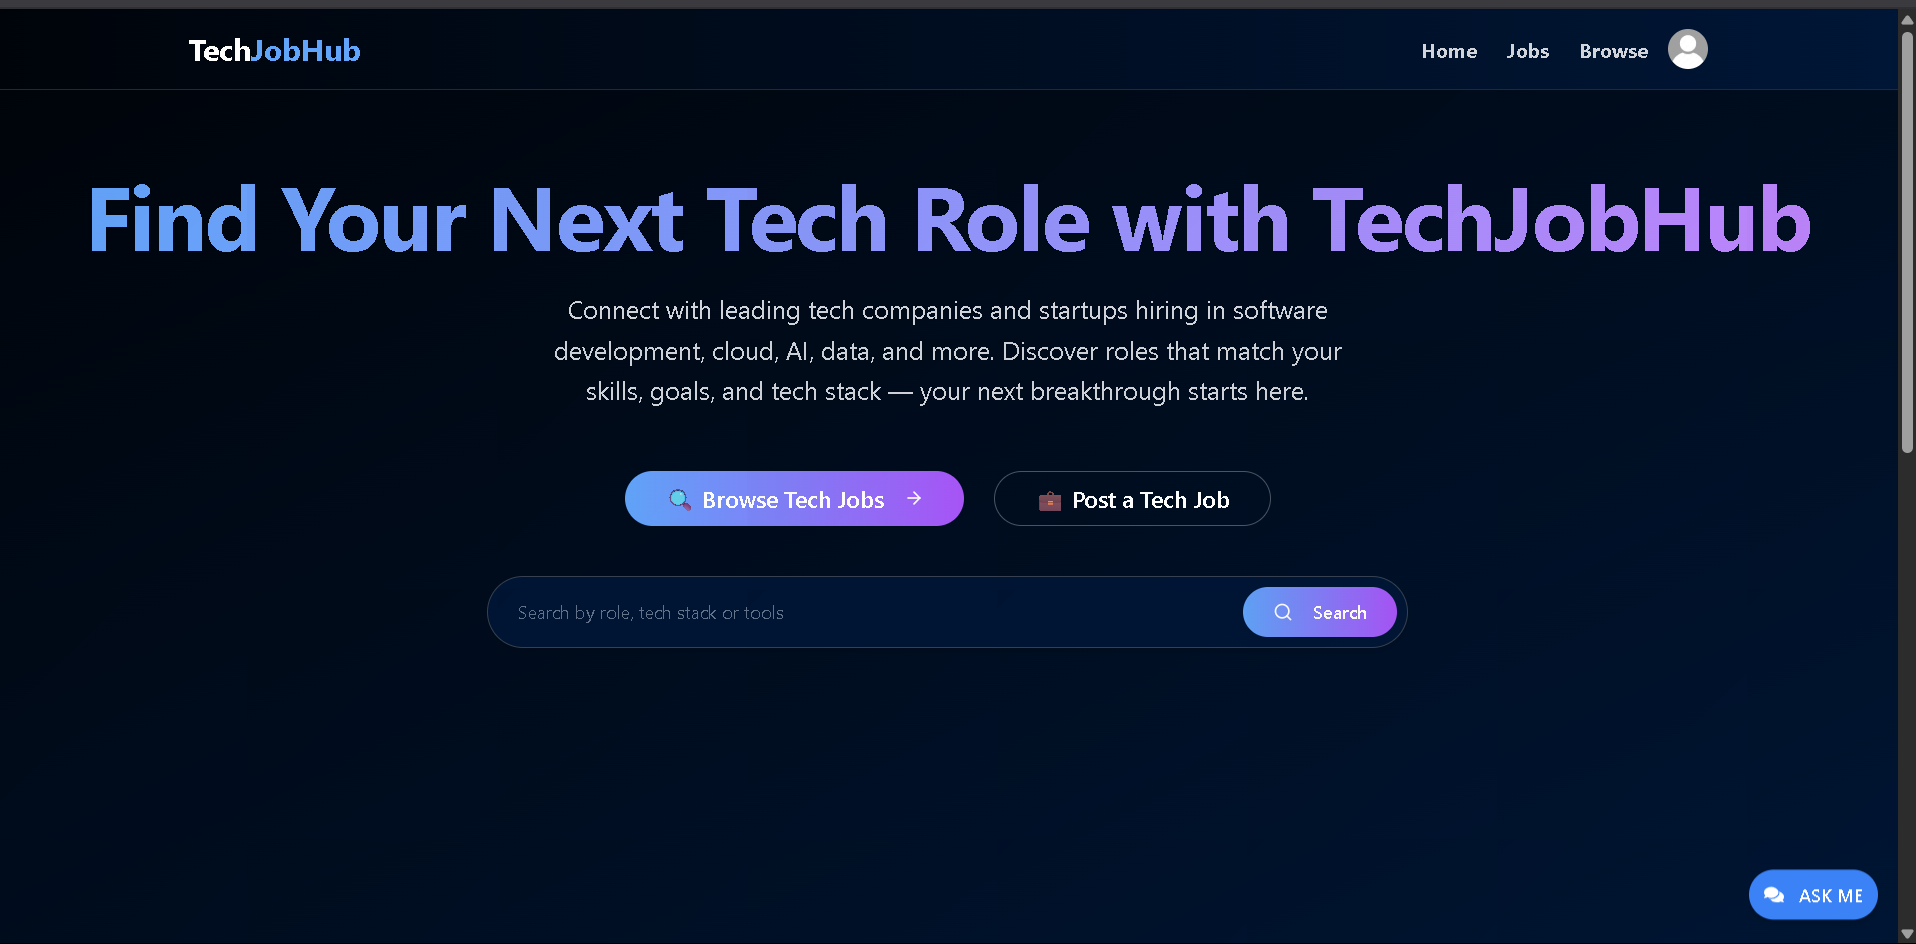 TechJobHub
Home Jobs Browse
Find Your Next Tech Role with TechJobHub
Connect with leading tech companies and startups hiring in software
development, cloud, AI, data, and more. Discover roles that match your
skills, goals, and tech stack — your next breakthrough starts here.
Browse Tech Jobs → Post a Tech Job
Search by role, tech stack or tools Search
ASK ME